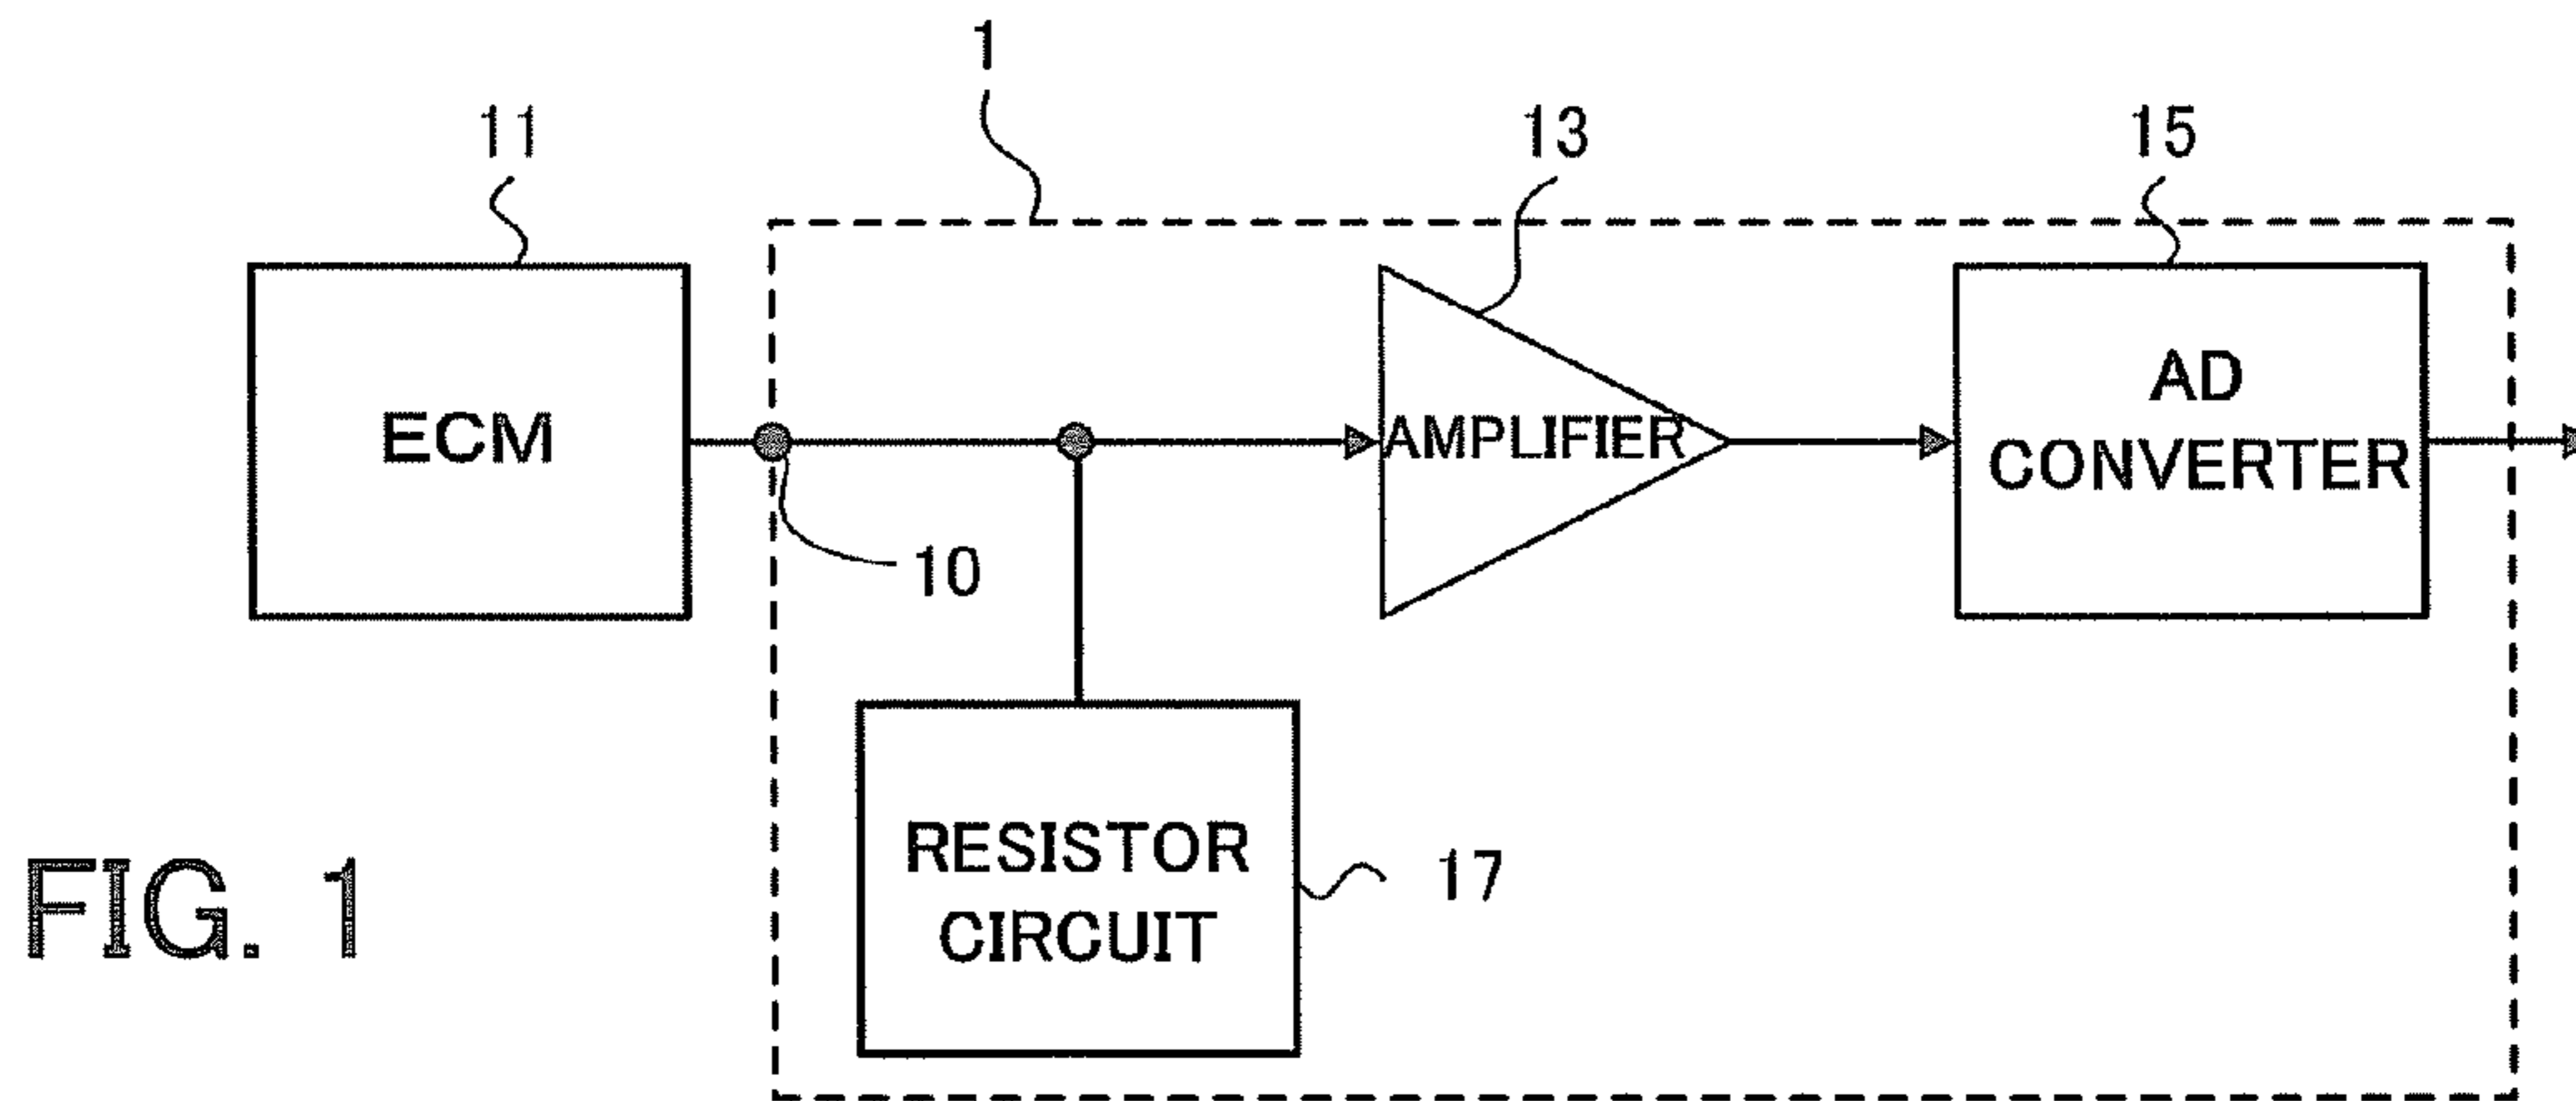 1
11
13
15
ECM
AMPLIFIER
AD
CONVERTER
10
RESISTOR
CIRCUIT
17
FIG. 1